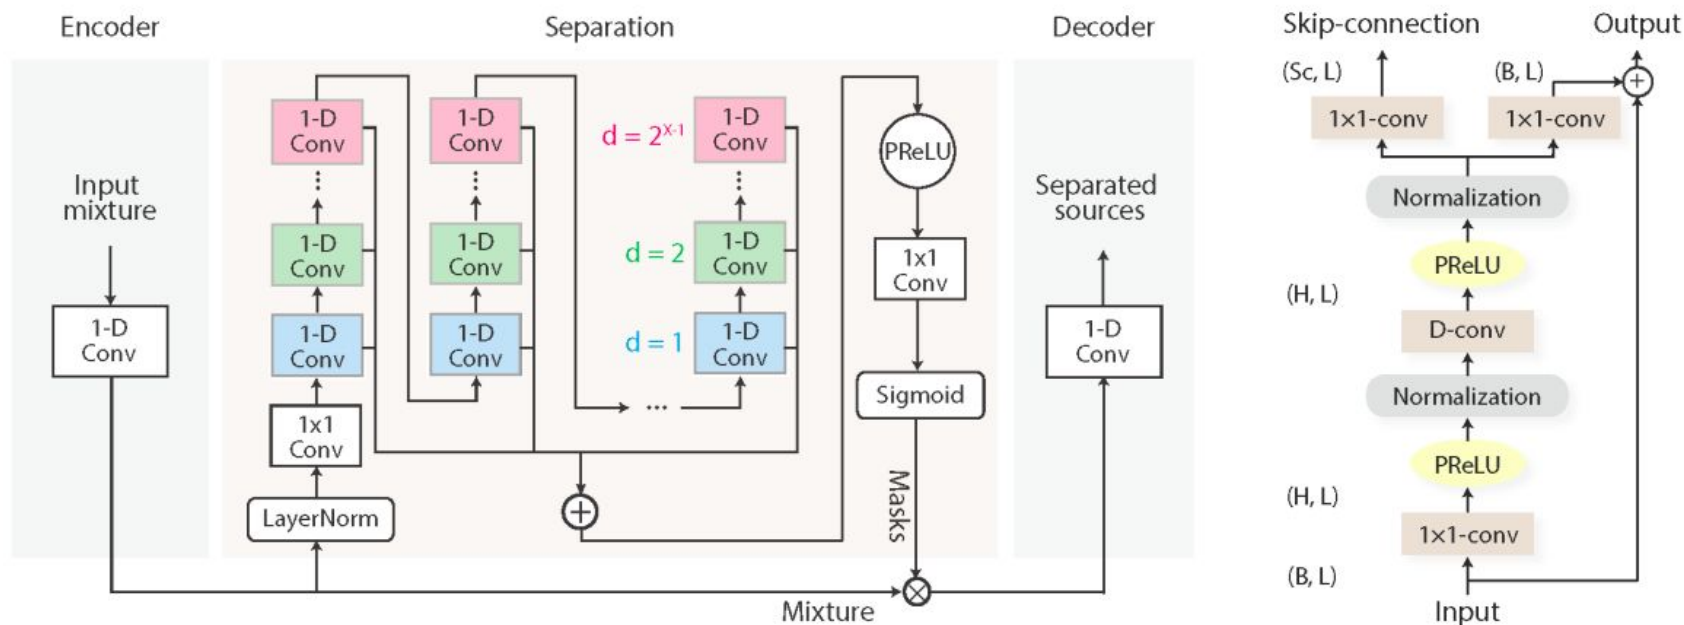 Encoder
Separation
Decoder
Input
mixture
1-D
Conv
1-D
Conv
1-D
Conv
1-D
Conv
1x1
Conv
LayerNorm
1-D
Conv
1-D
Conv
1-D
Conv
...
d = 2^X-1
d = 2
d = 1
1-D
Conv
1-D
Conv
1-D
Conv
PReLU
1x1
Conv
Sigmoid
Masks
Mixture
Separated
sources
1-D
Conv
Skip-connection
Output
(Sc, L)
(B, L)
1×1-conv
1×1-conv
Normalization
PReLU
(H, L)
D-conv
Normalization
PReLU
(H, L)
1×1-conv
(B, L)
Input